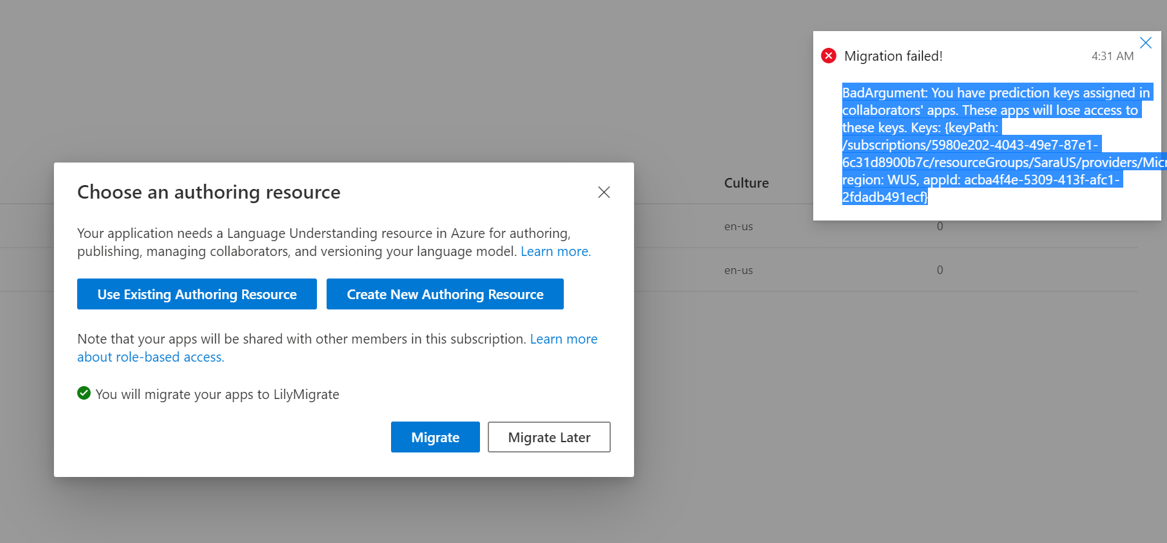 Migration failed!
4:31 AM
BadArgument: You have prediction keys assigned in
collaborators' apps. These apps will lose access to
these keys. Keys: {keyPath:
/subscriptions/5980e202-4043-49e7-87e1-
6c31d8900b7c/resourceGroups/SaraUS/providers/Micr
region: WUS, appId: acba4f4e-5309-413f-afc1-
2fdadb491ecf}
Choose an authoring resource
Your application needs a Language Understanding resource in Azure for authoring,
publishing, managing collaborators, and versioning your language model. Learn more.
Use Existing Authoring Resource
Create New Authoring Resource
Note that your apps will be shared with other members in this subscription. Learn more
about role-based access.
You will migrate your apps to LilyMigrate
Migrate
Migrate Later
Culture
en-us
0
en-us
0